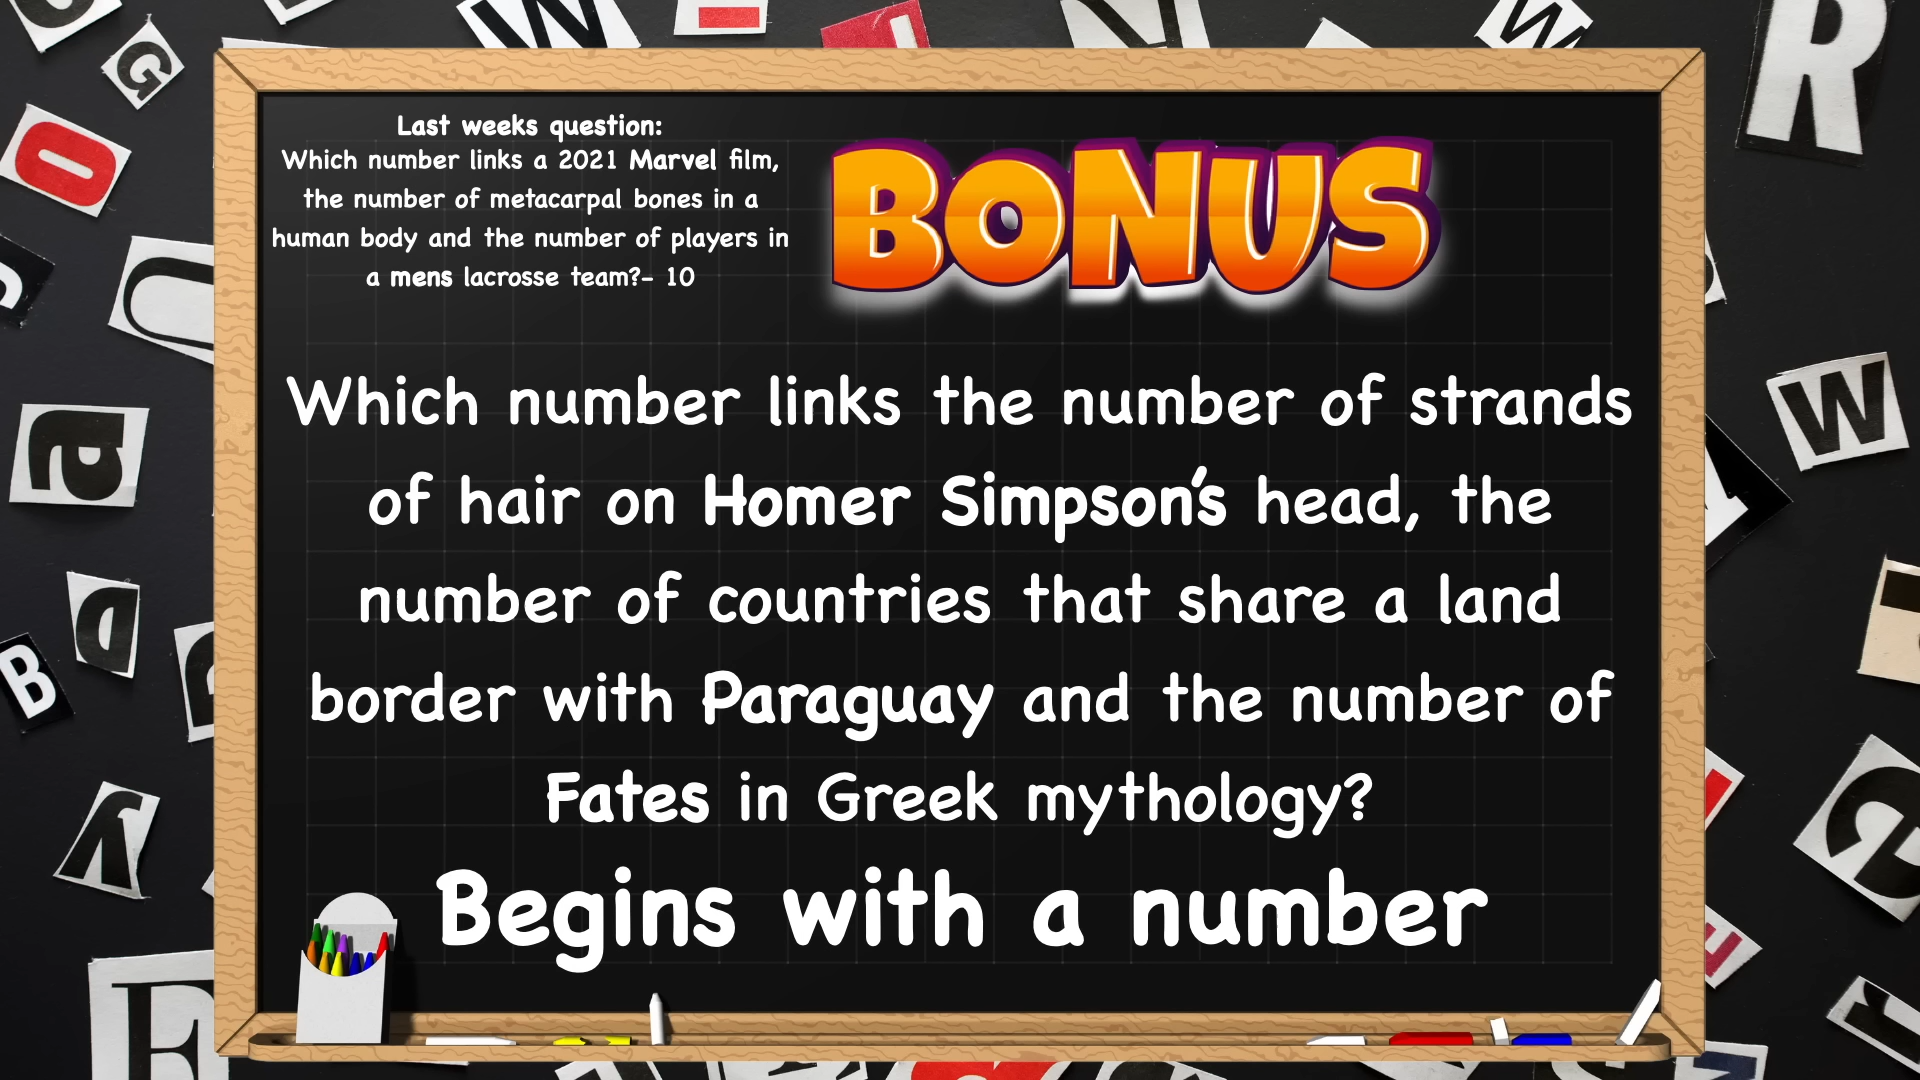 Last weeks question:
Which number links a 2021 Marvel film,
the number of metacarpal bones in a
human body and the number of players in
a mens lacrosse team?- 10
BONUS
Which number links the number of strands
of hair on Homer Simpson's head, the
number of countries that share a land
border with Paraguay and the number of
Fates in Greek mythology?
Begins with a number